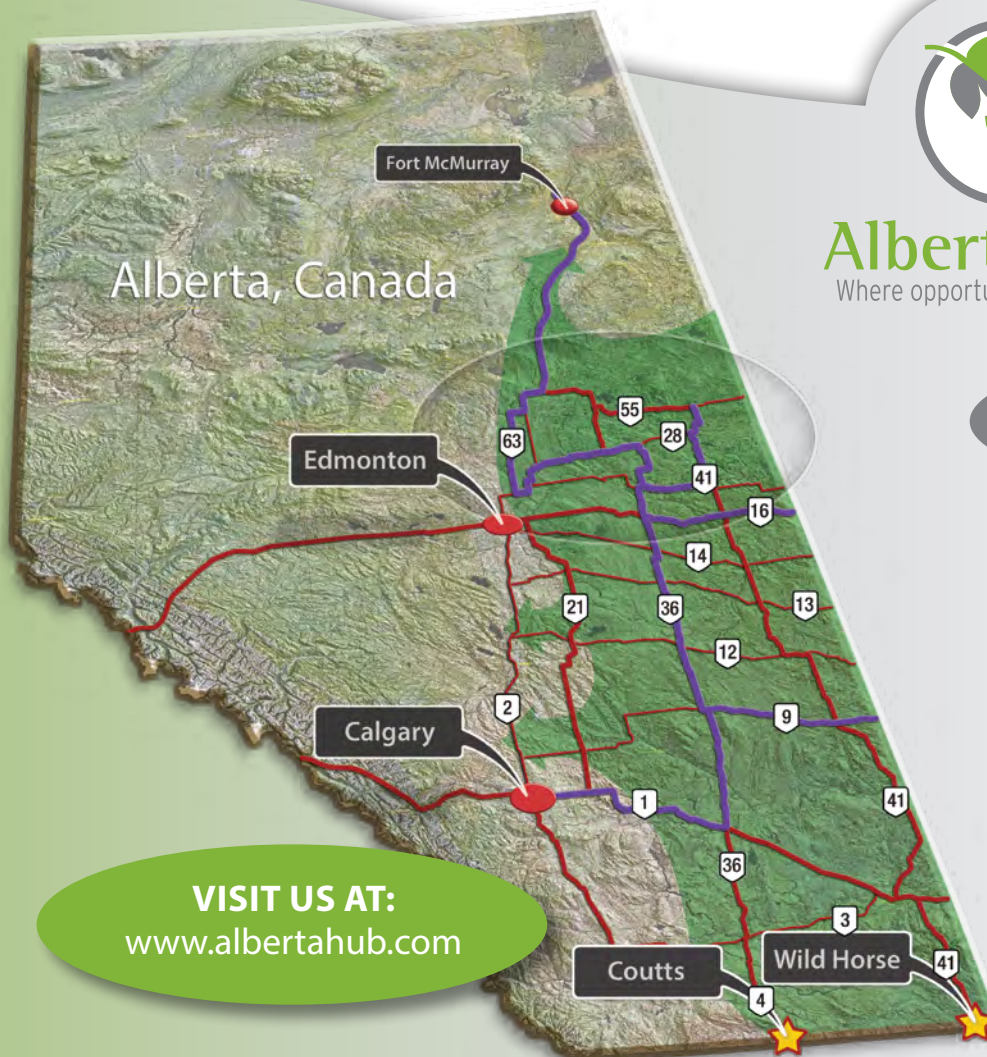 Fort McMurray
Alberta, Canada
Albert
Where opportu
55
28
63
Edmonton
41
16
14
21
36
13
12
2
9
Calgary
1
41
36
VISIT US AT:
www.albertahub.com
3
Coutts
Wild Horse
41
4